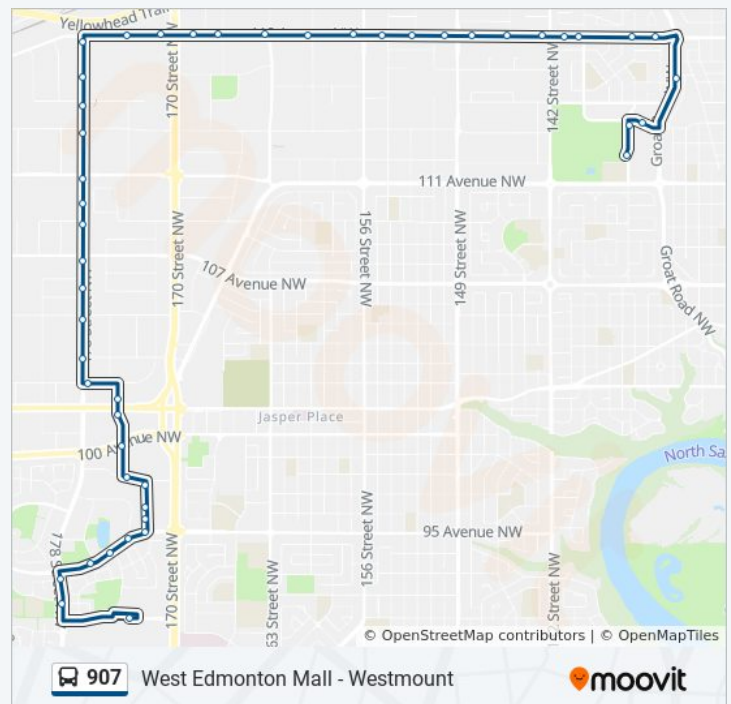 Yellowhead Trail
170 Street NW
142 Street NW
111 Avenue NW
170 Street NW
156 Street NW
149 Street NW
107 Avenue NW
Groat Road NW
Jasper Place
100 Avenue NW
North Sa
156 Street NW
95 Avenue NW
178 S
170 Street NW
63 Street NW
© OpenStreetMap contributors | © OpenMapTiles
907 West Edmonton Mall - Westmount
moovit